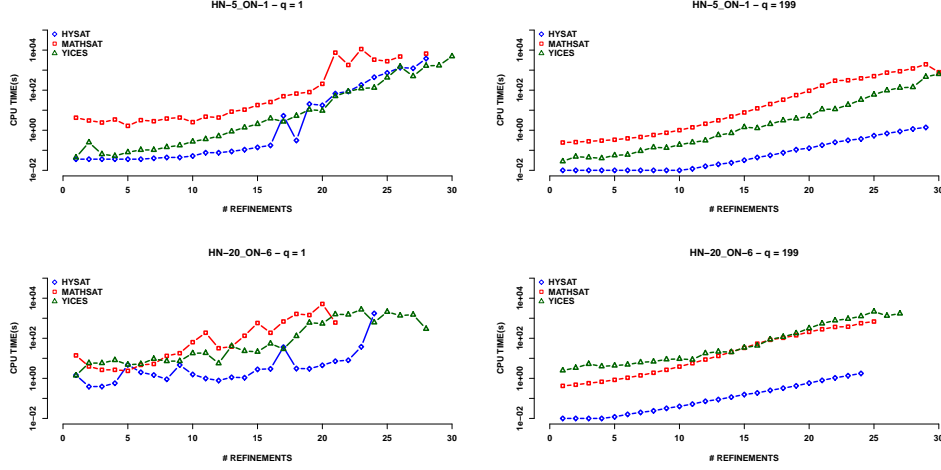 HN−5_ON−1 − q = 1
HYSAT
MATHSAT
YICES
CPU TIME(s)
1e+04
1e+02
1e+00
1e−02
0 5 10 15 20 25 30
# REFINEMENTS
HN−5_ON−1 − q = 199
HYSAT
MATHSAT
YICES
CPU TIME(s)
1e+04
1e+02
1e+00
1e−02
0 5 10 15 20 25 30
# REFINEMENTS
HN−20_ON−6 − q = 1
HYSAT
MATHSAT
YICES
CPU TIME(s)
1e+04
1e+02
1e+00
1e−02
0 5 10 15 20 25 30
# REFINEMENTS
HN−20_ON−6 − q = 199
HYSAT
MATHSAT
YICES
CPU TIME(s)
1e+04
1e+02
1e+00
1e−02
0 5 10 15 20 25 30
# REFINEMENTS